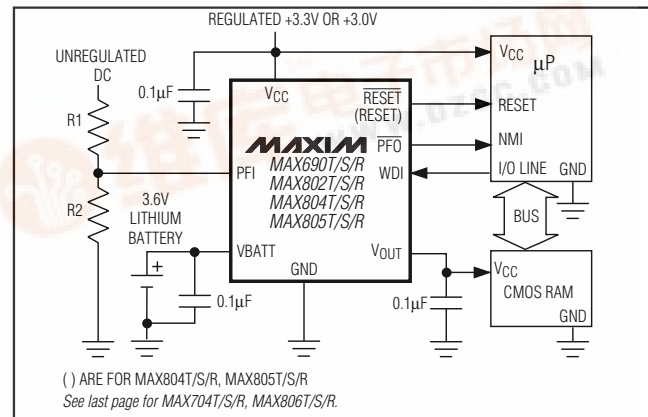 REGULATED +3.3V OR +3.0V
UNREGULATED
DC
R1
R2
0.1μF
VCC
RESET
(RESET)
PFO
WDI
PFI
MAXIM
MAX690T/S/R
MAX802T/S/R
MAX804T/S/R
MAX805T/S/R
3.6V
LITHIUM
BATTERY
VBATT
VOUT
GND
0.1μF
0.1μF
VCC
μP
RESET
NMI
I/O LINE
GND
BUS
VCC
CMOS RAM
GND
( ) ARE FOR MAX804T/S/R, MAX805T/S/R
See last page for MAX704T/S/R, MAX806T/S/R.